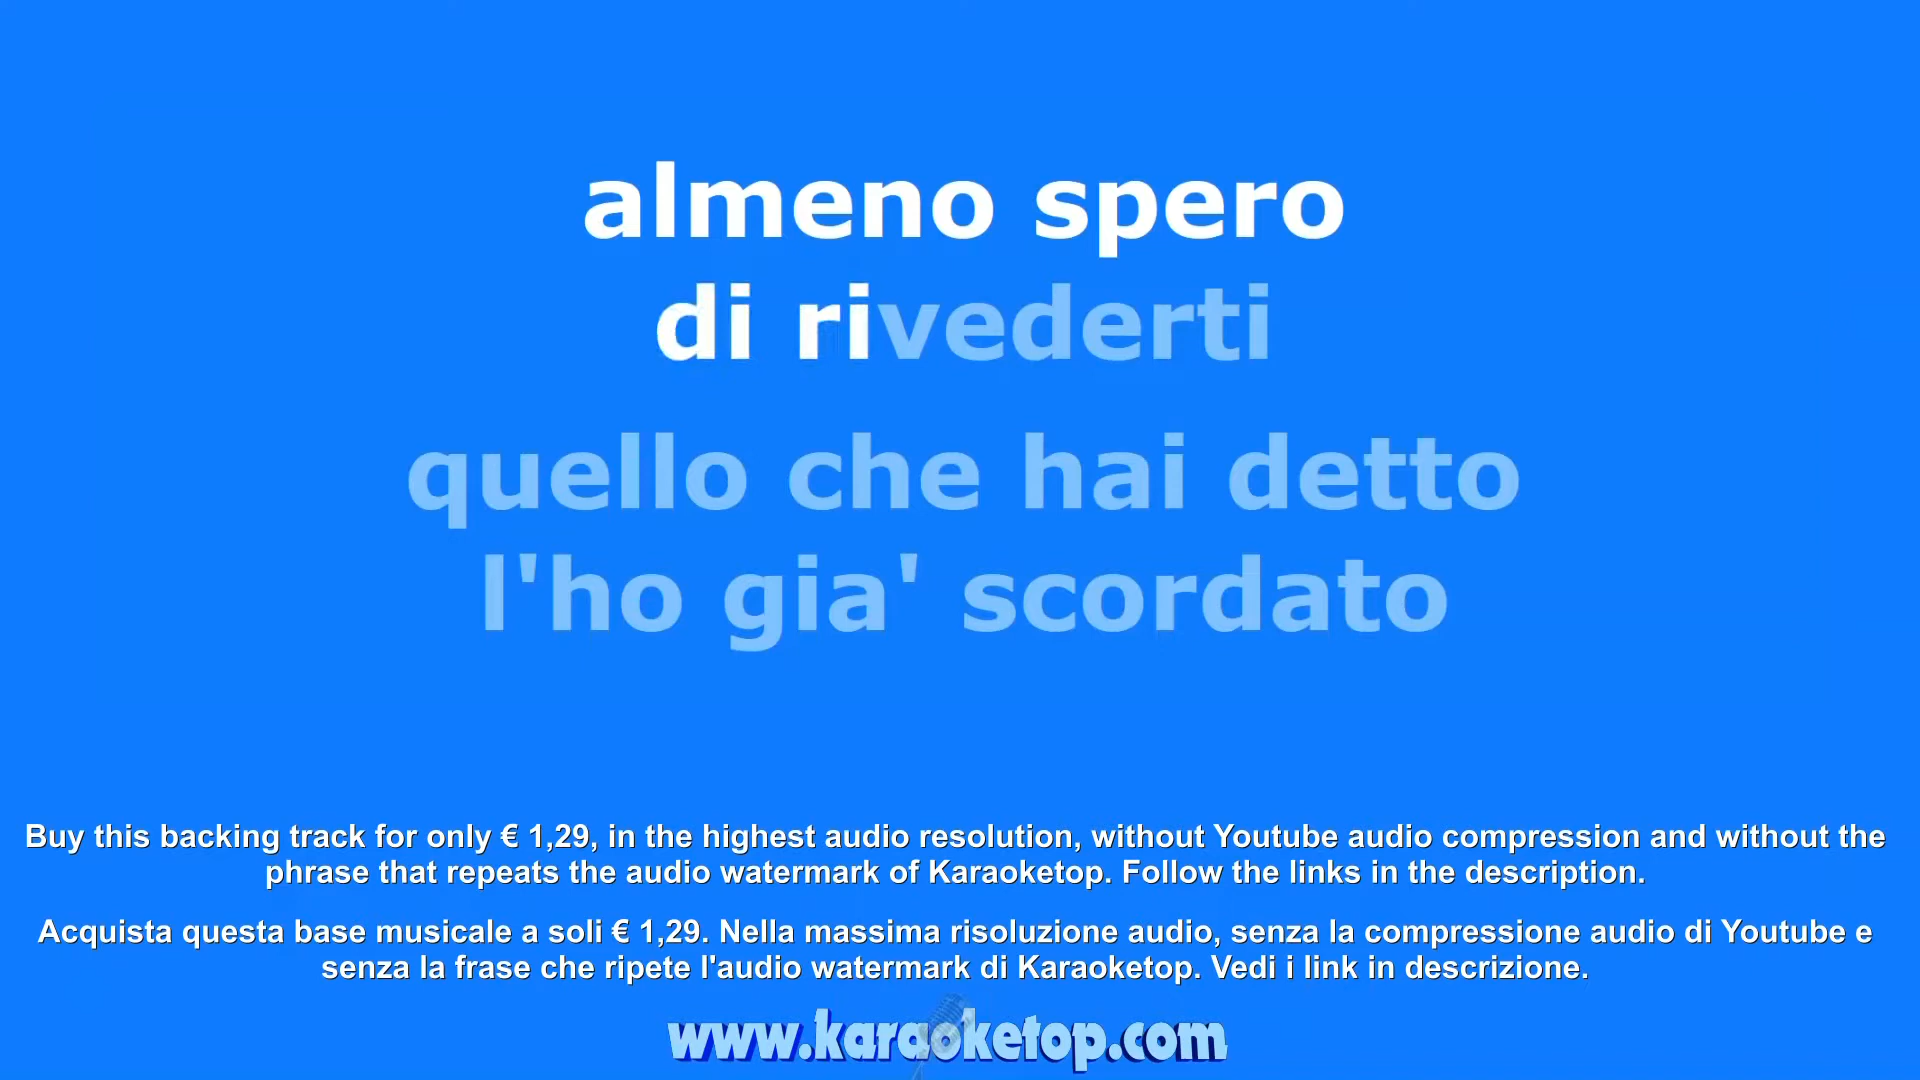 almeno spero
di rivederti
quello che hai detto
l'ho gia' scordato
Buy this backing track for only € 1,29, in the highest audio resolution, without Youtube audio compression and without the
phrase that repeats the audio watermark of Karaoketop. Follow the links in the description.
Acquista questa base musicale a soli € 1,29. Nella massima risoluzione audio, senza la compressione audio di Youtube e
senza la frase che ripete l'audio watermark di Karaoketop. Vedi i link in descrizione.
www.karaoketop.com